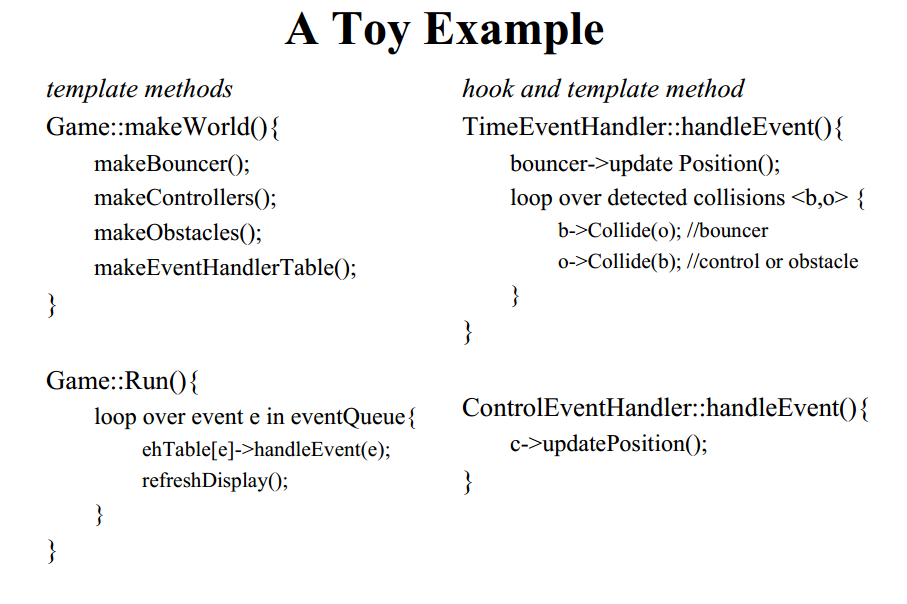 A Toy Example
template methods
Game::makeWorld(){
makeBouncer();
makeControllers();
makeObstacles();
makeEventHandlerTable();
}
Game::Run(){
loop over event e in eventQueue{
ehTable[e]->handleEvent(e);
refreshDisplay();
}
}
hook and template method
TimeEventHandler::handleEvent(){
bouncer->update Position();
loop over detected collisions <b,o> {
b->Collide(o); //bouncer
o->Collide(b); //control or obstacle
}
}
ControlEventHandler::handleEvent(){
c->updatePosition();
}